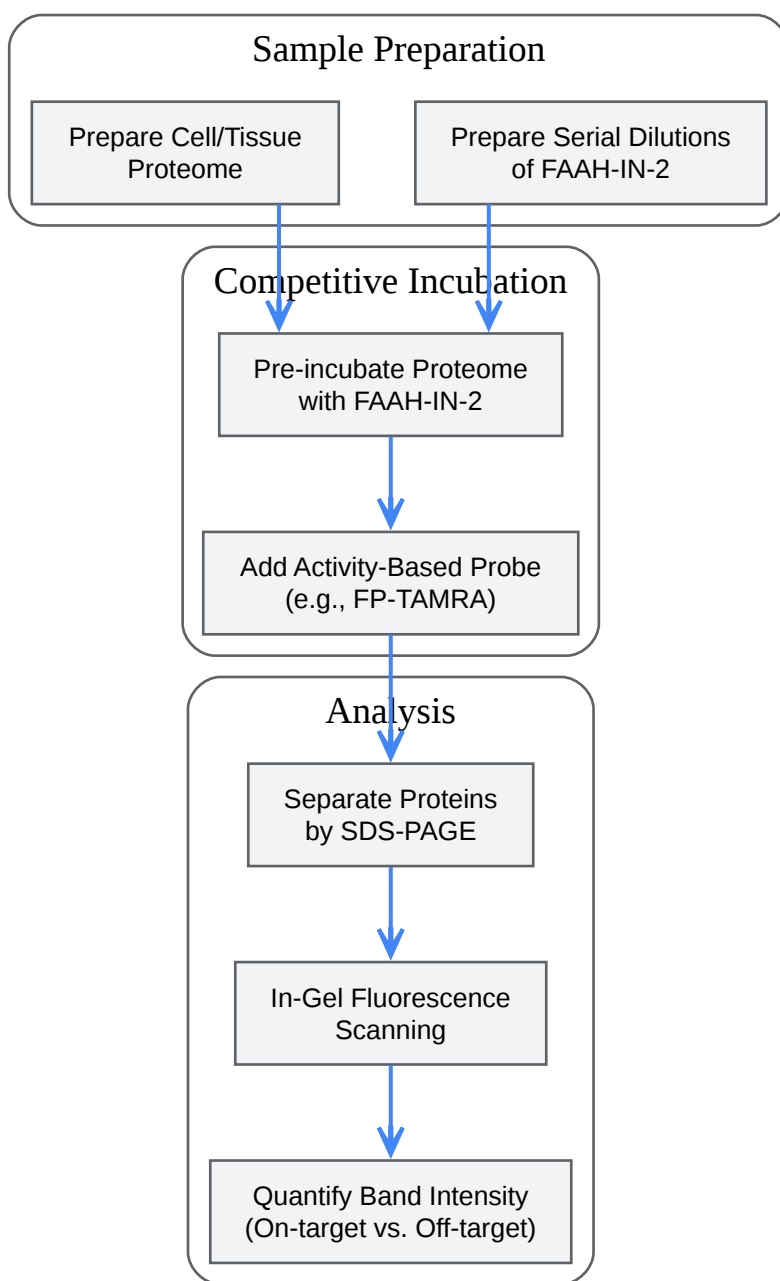 Sample Preparation
Prepare Cell/Tissue
Proteome
Prepare Serial Dilutions
of FAAH-IN-2
Competitive Incubation
Pre-incubate Proteome
with FAAH-IN-2
Add Activity-Based Probe
(e.g., FP-TAMRA)
Analysis
Separate Proteins
by SDS-PAGE
In-Gel Fluorescence
Scanning
Quantify Band Intensity
(On-target vs. Off-target)